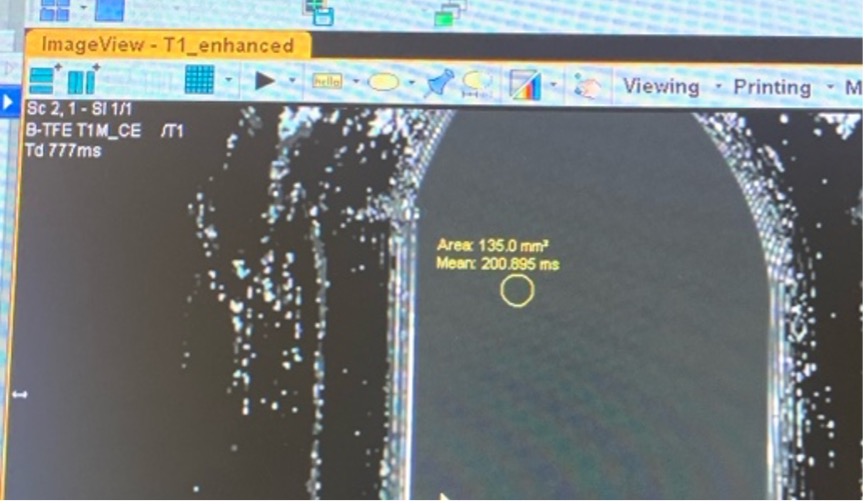 ImageView - T1_enhanced
hello
Viewing
Printing
M
Sc 2, 1 - Sl 1/1
B-TFE T1M_CE /T1
Td 777ms
Area: 135.0 mm²
Mean: 200.895 ms